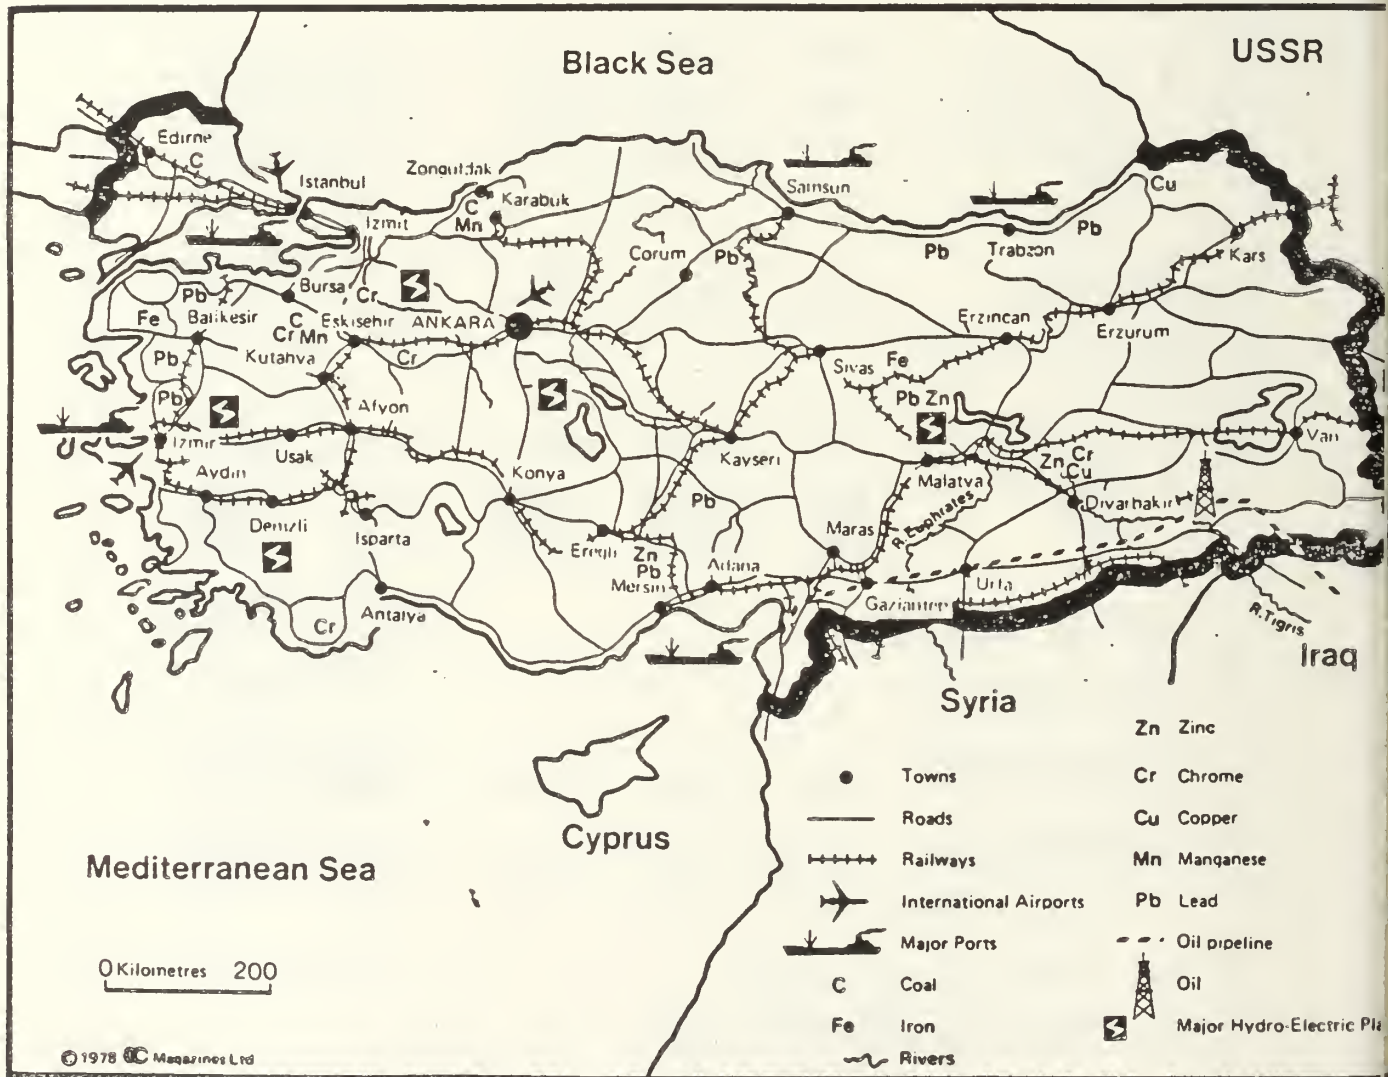 Black Sea
USSR
Edirne
C
Istanbul
Zonguldak
Karabuk
C
Mn
Izmit
Samsun
Cu
Corum
Pb
Pb
Trabzon
Pb
Kars
Pb
Bursa
Cr
Fe
Balikesir
C
Cr Mn
Eskisehir
ANKARA
Erzincan
Erzurum
Pb
Kutahya
Cr
Sivas
Fe
Pb
Afyon
Pb Zn
Izmir
Usak
Kayseri
Van
Aydin
Konya
Malatya
Zn
Cr
Cu
Pb
Diyarbakir
Denizli
Isparta
Eregli
Zn
Pb
Maras
R. Euphrates
Adana
Mersin
Gaziantep
Urfa
Antalya
Cr
R. Tigris
Iraq
Syria
Cyprus
Mediterranean Sea
Zn Zinc
Towns
Cr Chrome
Roads
Cu Copper
Railways
Mn Manganese
International Airports
Pb Lead
Major Ports
Oil pipeline
0 Kilometres 200
C Coal
Oil
Fe Iron
Major Hydro-Electric
Rivers
© 1978 Magazines Ltd